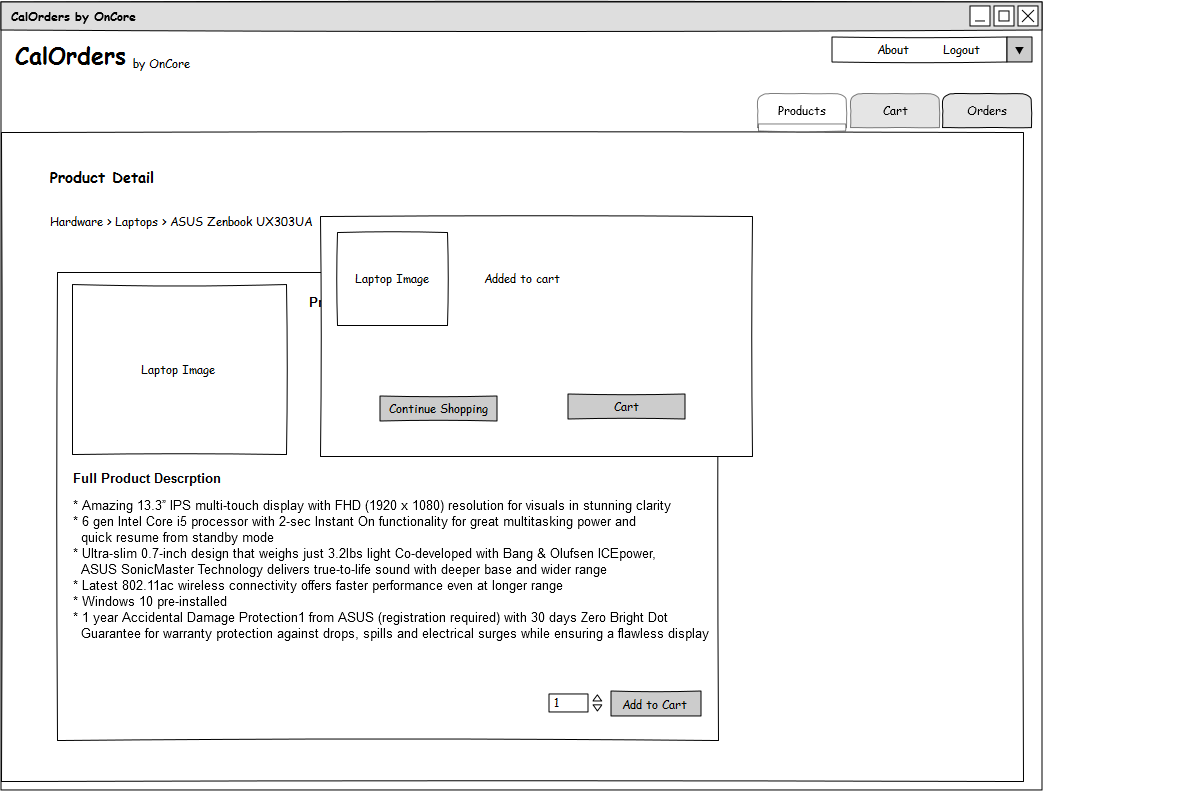 CalOrders by OnCore
CalOrders by OnCore
About Logout
Products Cart Orders
Product Detail
Hardware > Laptops > ASUS Zenbook UX303UA
Laptop Image
Added to cart
Continue Shopping
Cart
Laptop Image
Full Product Descrption
* Amazing 13.3" IPS multi-touch display with FHD (1920 x 1080) resolution for visuals in stunning clarity
* 6 gen Intel Core i5 processor with 2-sec Instant On functionality for great multitasking power and
quick resume from standby mode
* Ultra-slim 0.7-inch design that weighs just 3.2lbs light Co-developed with Bang & Olufsen ICEpower,
ASUS SonicMaster Technology delivers true-to-life sound with deeper base and wider range
* Latest 802.11ac wireless connectivity offers faster performance even at longer range
* Windows 10 pre-installed
* 1 year Accidental Damage Protection1 from ASUS (registration required) with 30 days Zero Bright Dot
Guarantee for warranty protection against drops, spills and electrical surges while ensuring a flawless display
1
Add to Cart